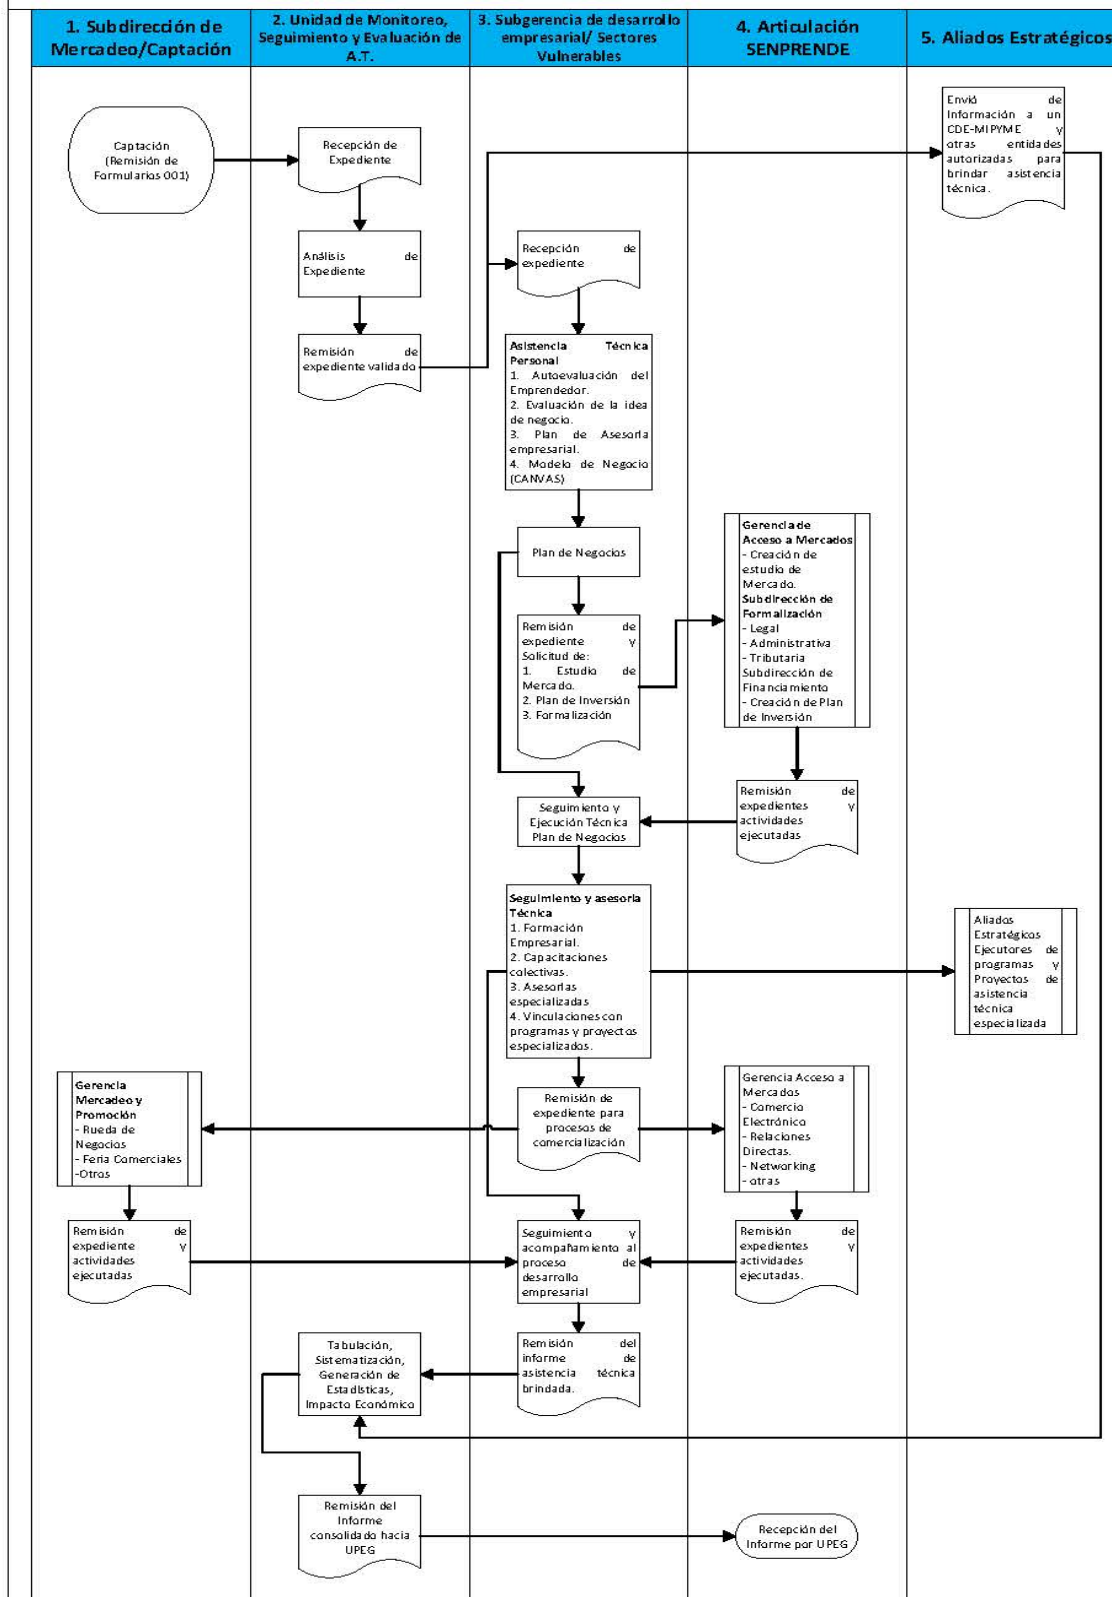 1. Subdirección de
Mercadeo/Captación
2. Unidad de Monitoreo,
Seguimiento y Evaluación de
A.T.
3. Subgerencia de desarrollo
empresarial/ Sectores
Vulnerables
4. Articulación
SENPRENDE
5. Aliados Estratégicos
Captación
(Remisión de
Formularios 001)
Recepción de
Expediente
Envió de
Información a un
CDE-MIPYME y
otras entidades
autorizadas para
brindar asistencia
técnica.
Análisis de
Expediente
Recepción de
expediente
Remisión de
expediente validado
Asistencia Técnica
Personal
1. Autoevaluación del
Emprendedor.
2. Evaluación de la idea
de negocio.
3. Plan de Asesoría
empresarial.
4. Modelo de Negocio
(CANVAS)
Plan de Negocios
Remisión de
expediente y
Solicitud de:
1. Estudio de
Mercado.
2. Plan de Inversión
3. Formalización
Gerencia de
Acceso a Mercados
- Creación de
estudio de
Mercado.
Subdirección de
Formalización
- Legal
- Administrativa
- Tributaria
Subdirección de
Financiamiento
- Creación de Plan
de Inversión
Seguimiento y
Ejecución Técnica
Plan de Negocios
Remisión de
expedientes y
actividades
ejecutadas
Seguimiento y asesoría
Técnica
1. Formación
Empresarial.
2. Capacitaciones
colectivas.
3. Asesorías
especializadas
4. Vinculaciones con
programas y proyectos
especializados.
Aliados
Estratégicos
Ejecutores de
programas y
Proyectos de
asistencia
técnica
especializada
Gerencia
Mercadeo y
Promoción
- Rueda de
Negocios
- Feria Comerciales
-Otras
Remisión de
expediente para
procesos de
comercialización
Gerencia Acceso a
Mercados
- Comercio
Electrónico
- Relaciones
Directas.
- Networking
- otras
Remisión de
expediente y
actividades
ejecutadas
Seguimiento y
acompañamiento al
proceso de
desarrollo
empresarial
Remisión de
expedientes y
actividades
ejecutadas.
Tabulación,
Sistematización,
Generación de
Estadísticas,
Impacto Económico
Remisión del
informe de
asistencia técnica
brindada.
Remisión del
Informe
consolidado hacia
UPEG
Recepción del
Informe por UPEG